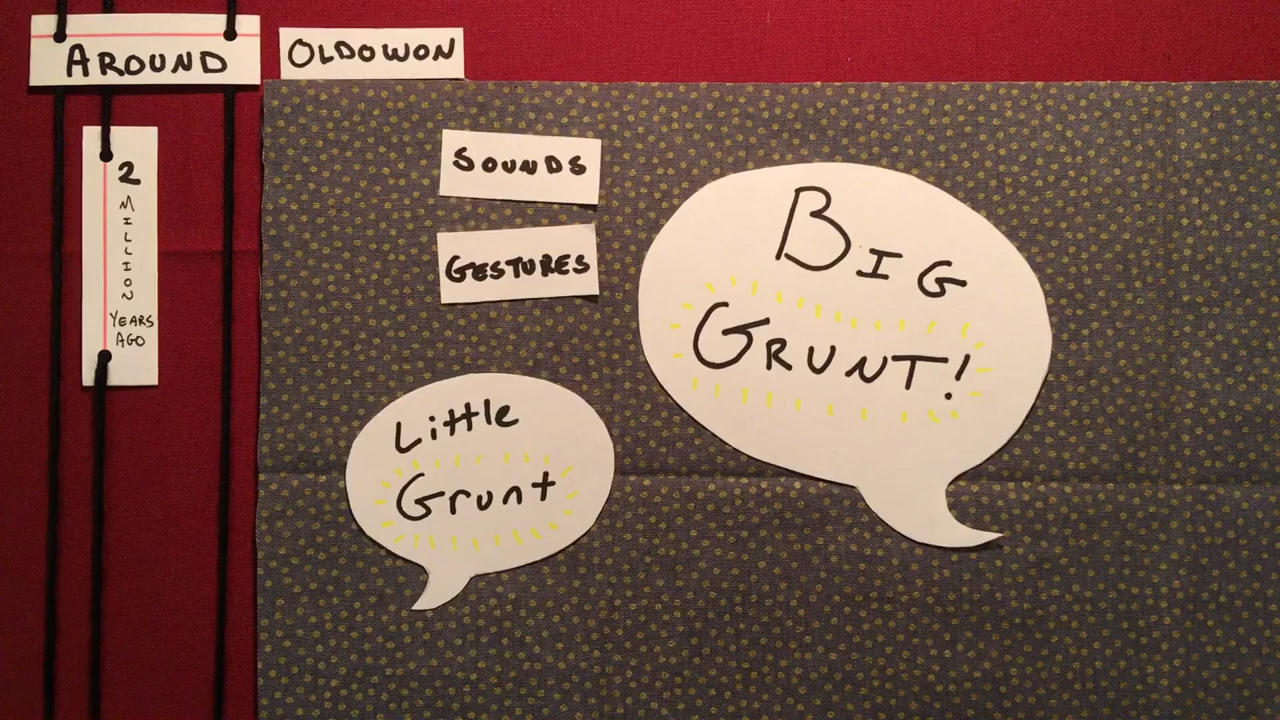 AROUND
OLDOWON
2
MILLION
YEARS
AGO
SOUNDS
GESTURES
BIG
GRUNT!
Little
Grunt